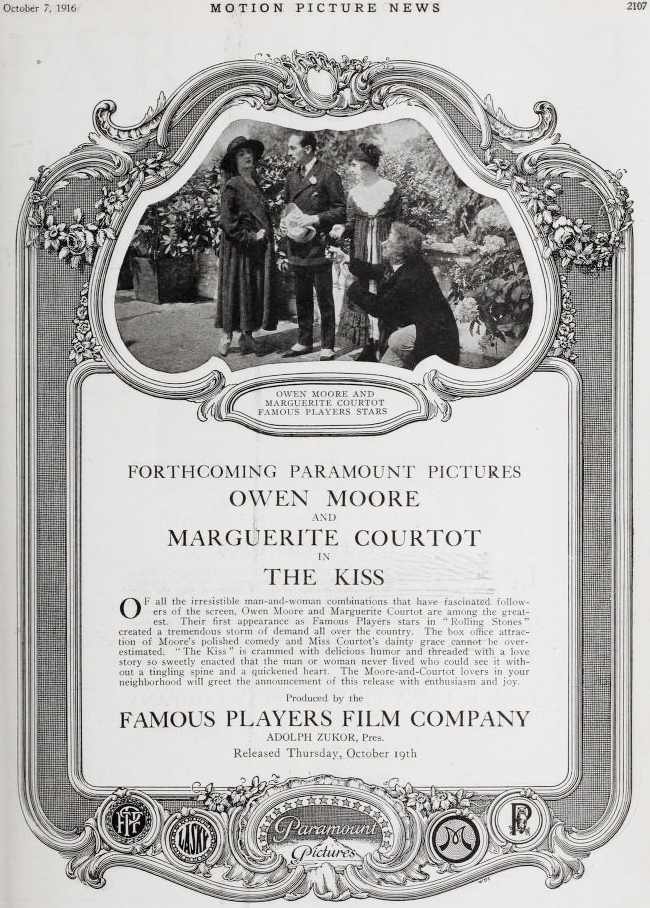 October 7, 1916
MOTION PICTURE NEWS
2107
OWEN MOORE AND
MARGUERITE COURTOT
FAMOUS PLAYERS STARS
FORTHCOMING PARAMOUNT PICTURES
OWEN MOORE
AND
MARGUERITE COURTOT
IN
THE KISS
OF all the irresistible man-and-woman combinations that have fascinated follow-
ers of the screen, Owen Moore and Marguerite Courtot are among the great-
est. Their first appearance as Famous Players stars in "Rolling Stones"
created a tremendous storm of demand all over the country. The box office attrac-
tion of Moore's polished comedy and Miss Courtot's dainty grace cannot be over-
estimated. "The Kiss" is crammed with delicious humor and threaded with a love
story so sweetly enacted that the man or woman never lived who could see it with-
out a tingling spine and a quickened heart. The Moore-and-Courtot lovers in your
neighborhood will greet the announcement of this release with enthusiasm and joy.
Produced by the
FAMOUS PLAYERS FILM COMPANY
ADOLPH ZUKOR, Pres.
Released Thursday, October 19th
LASKY
Paramount
Pictures